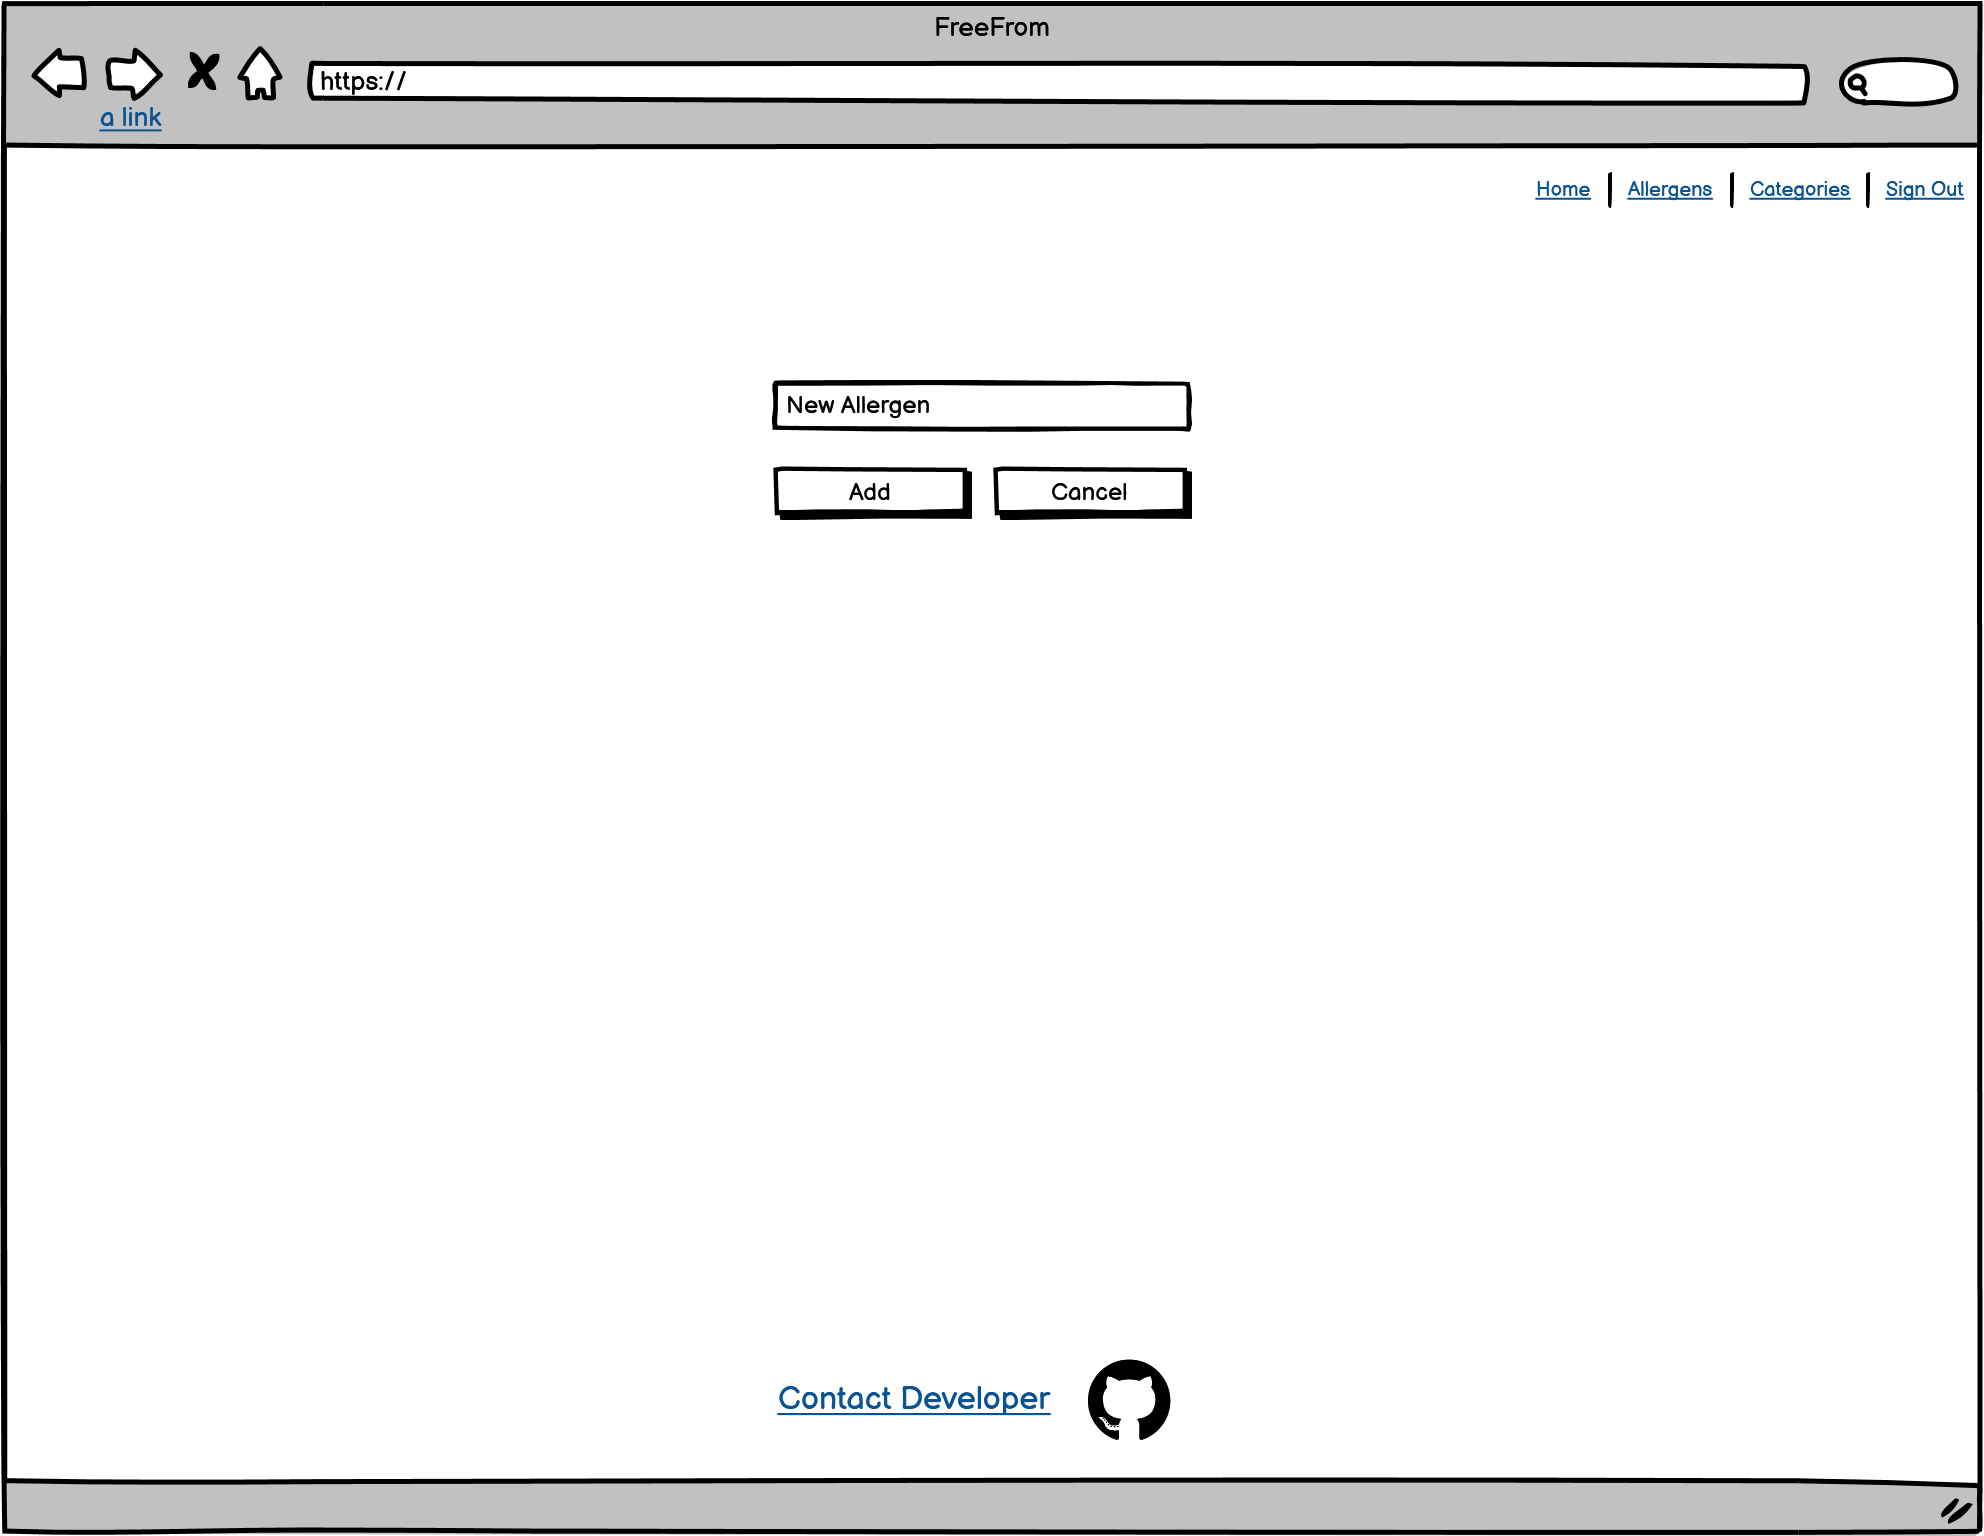 FreeFrom
https://
a link
Home
Allergens
Categories
Sign Out
New Allergen
Add
Cancel
Contact Developer